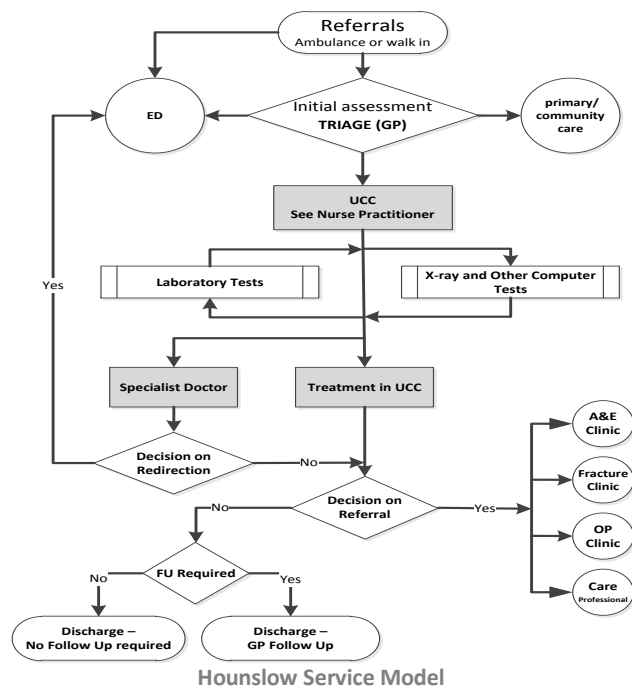 Referrals
Ambulance or walk in
ED
Initial assessment
TRIAGE (GP)
primary/
community
care
UCC
See Nurse Practitioner
Yes
Laboratory Tests
X-ray and Other Computer
Tests
Specialist Doctor
Treatment in UCC
A&E
Clinic
Decision on
Redirection
No
Fracture
Clinic
Decision on
Referral
No
Yes
OP
Clinic
FU Required
No
Yes
Care
Professional
Discharge –
No Follow Up required
Discharge –
GP Follow Up
Hounslow Service Model